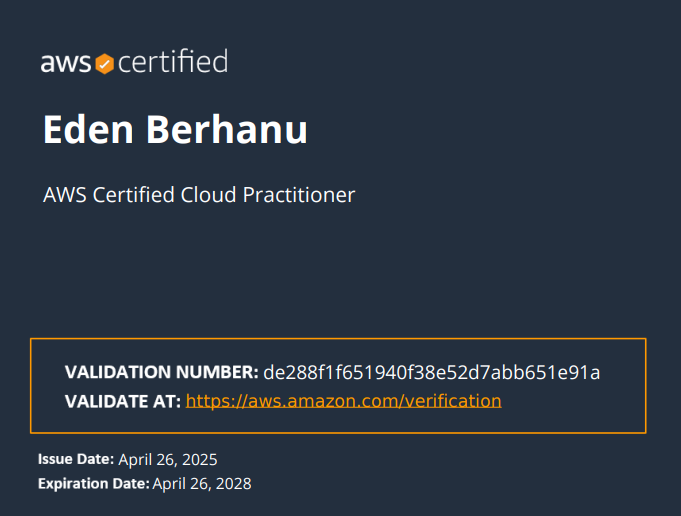 aws certified
Eden Berhanu
AWS Certified Cloud Practitioner
VALIDATION NUMBER: de288f1f651940f38e52d7abb651e91a
VALIDATE AT: https://aws.amazon.com/verification
Issue Date: April 26, 2025
Expiration Date: April 26, 2028